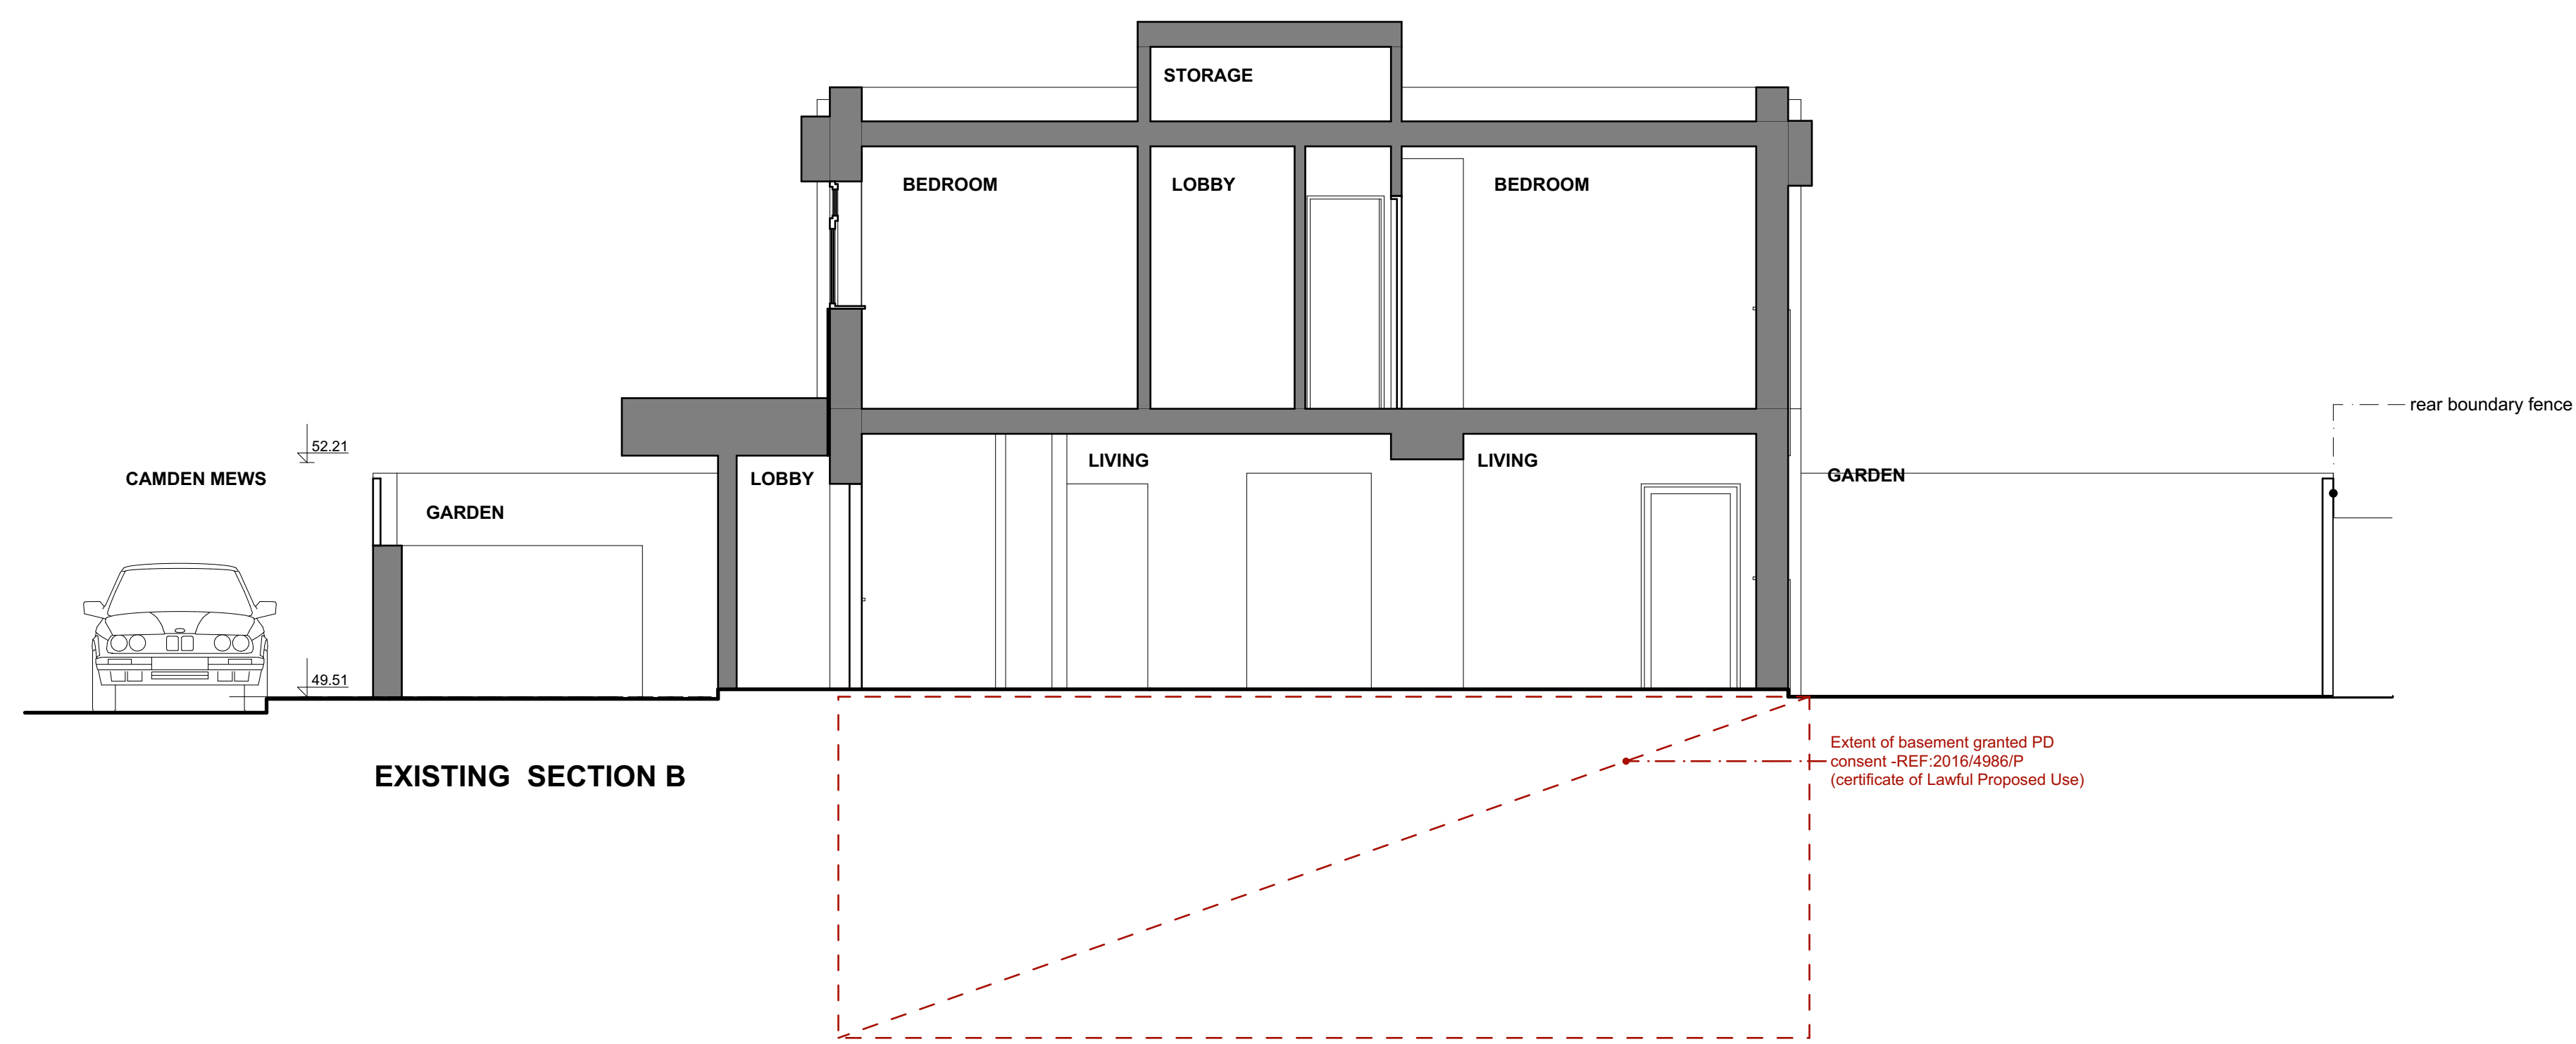 STORAGE
BEDROOM
LOBBY
BEDROOM
rear boundary fence
52.21
CAMDEN MEWS
LOBBY
LIVING
LIVING
GARDEN
GARDEN
49.51
EXISTING SECTION B
Extent of basement granted PD
consent -REF:2016/4986/P
(certificate of Lawful Proposed Use)